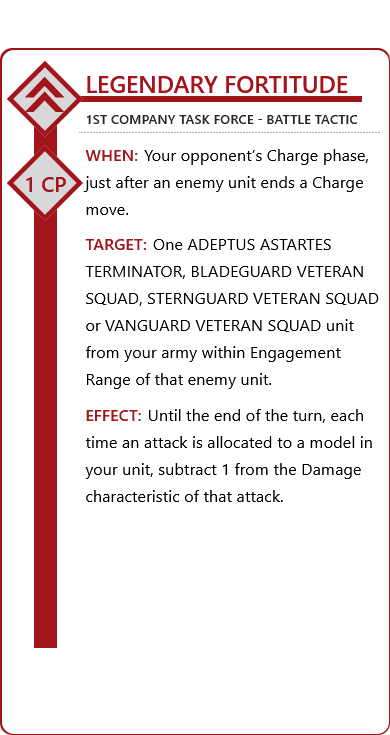 LEGENDARY FORTITUDE
1ST COMPANY TASK FORCE - BATTLE TACTIC
1 CP
WHEN: Your opponent’s Charge phase,
just after an enemy unit ends a Charge
move.
TARGET: One ADEPTUS ASTARTES
TERMINATOR, BLADEGUARD VETERAN
SQUAD, STERNGUARD VETERAN SQUAD
or VANGUARD VETERAN SQUAD unit
from your army within Engagement
Range of that enemy unit.
EFFECT: Until the end of the turn, each
time an attack is allocated to a model in
your unit, subtract 1 from the Damage
characteristic of that attack.